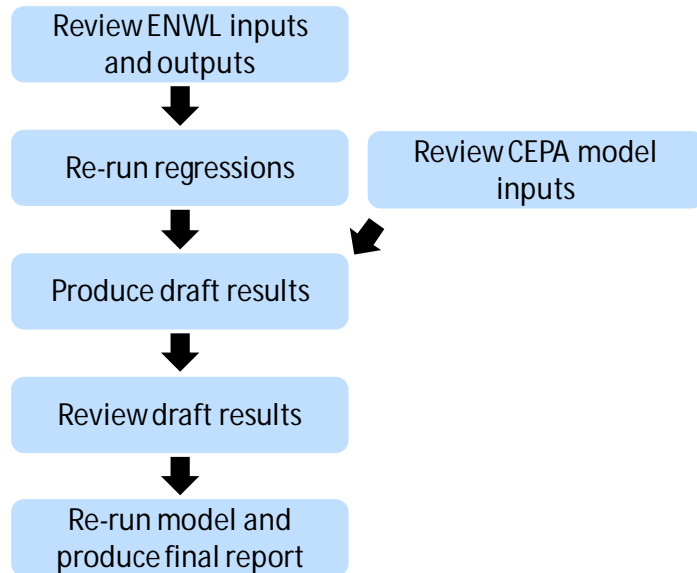 Review ENWL inputs
and outputs
Re-run regressions
Review CEPA model
inputs
Produce draft results
Review draft results
Re-run model and
produce final report